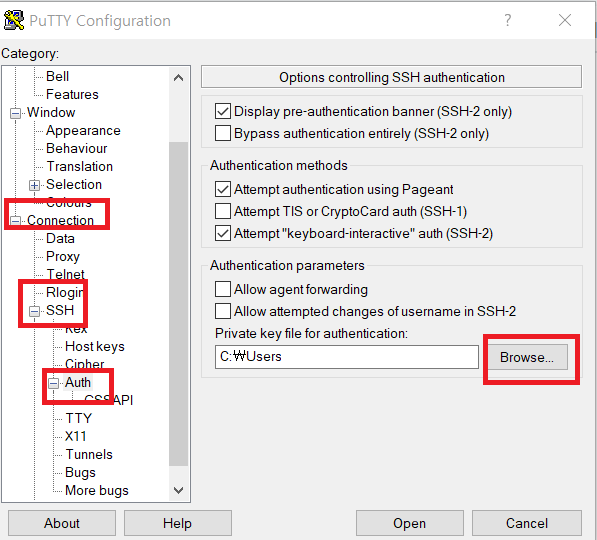 PuTTY Configuration
?
Category:
Bell
Features
Window
Appearance
Behaviour
Translation
Selection
Colours
Connection
Data
Proxy
Telnet
Rlogin
SSH
Kex
Host keys
Cipher
Auth
GSSAPI
TTY
X11
Tunnels
Bugs
More bugs
Options controlling SSH authentication
Display pre-authentication banner (SSH-2 only)
Bypass authentication entirely (SSH-2 only)
Authentication methods
Attempt authentication using Pageant
Attempt TIS or CryptoCard auth (SSH-1)
Attempt "keyboard-interactive" auth (SSH-2)
Authentication parameters
Allow agent forwarding
Allow attempted changes of username in SSH-2
Private key file for authentication:
C:₩Users
Browse...
About
Help
Open
Cancel